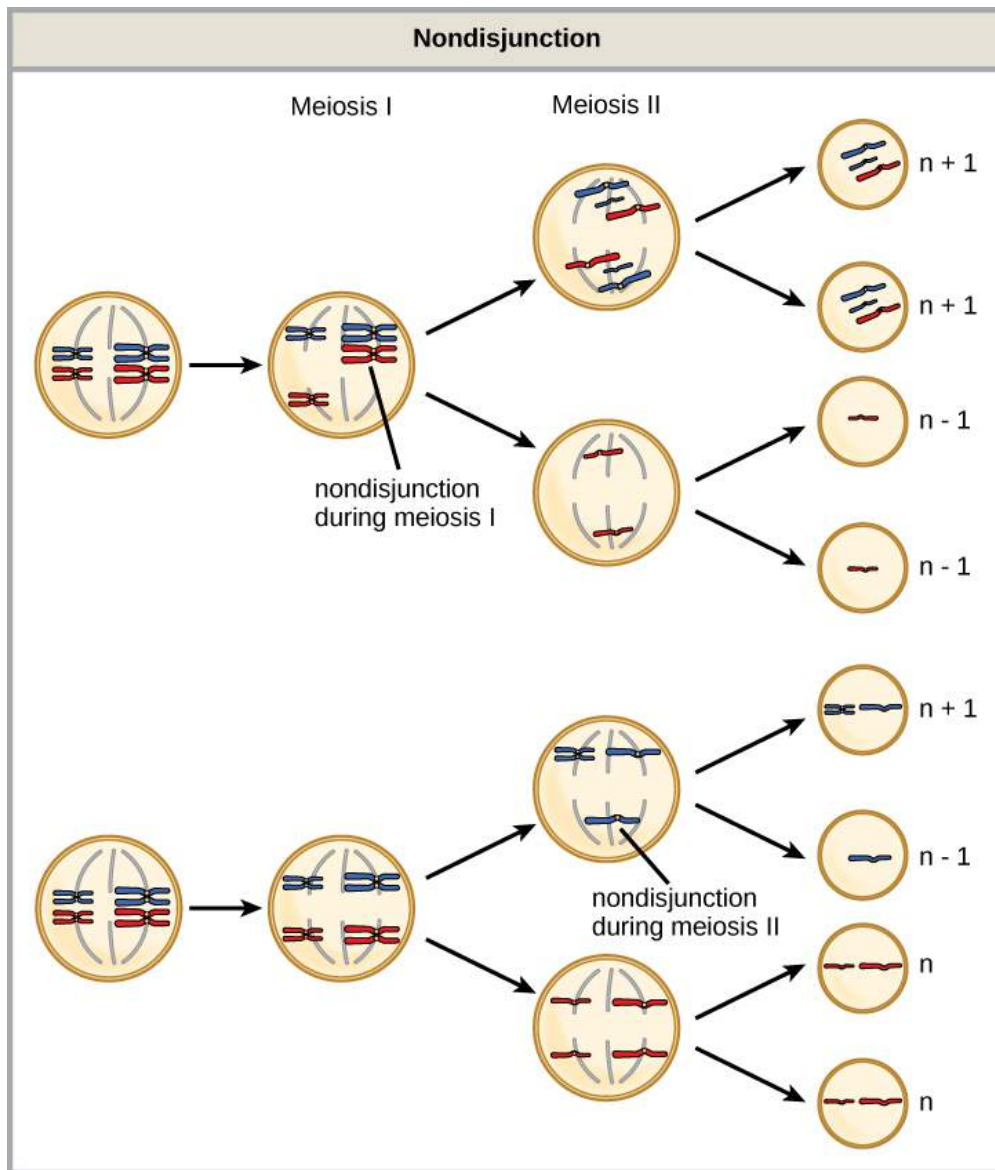 Nondisjunction
Meiosis I
Meiosis II
n + 1
n + 1
nondisjunction
during meiosis I
n - 1
n - 1
n + 1
n - 1
nondisjunction
during meiosis II
n
n